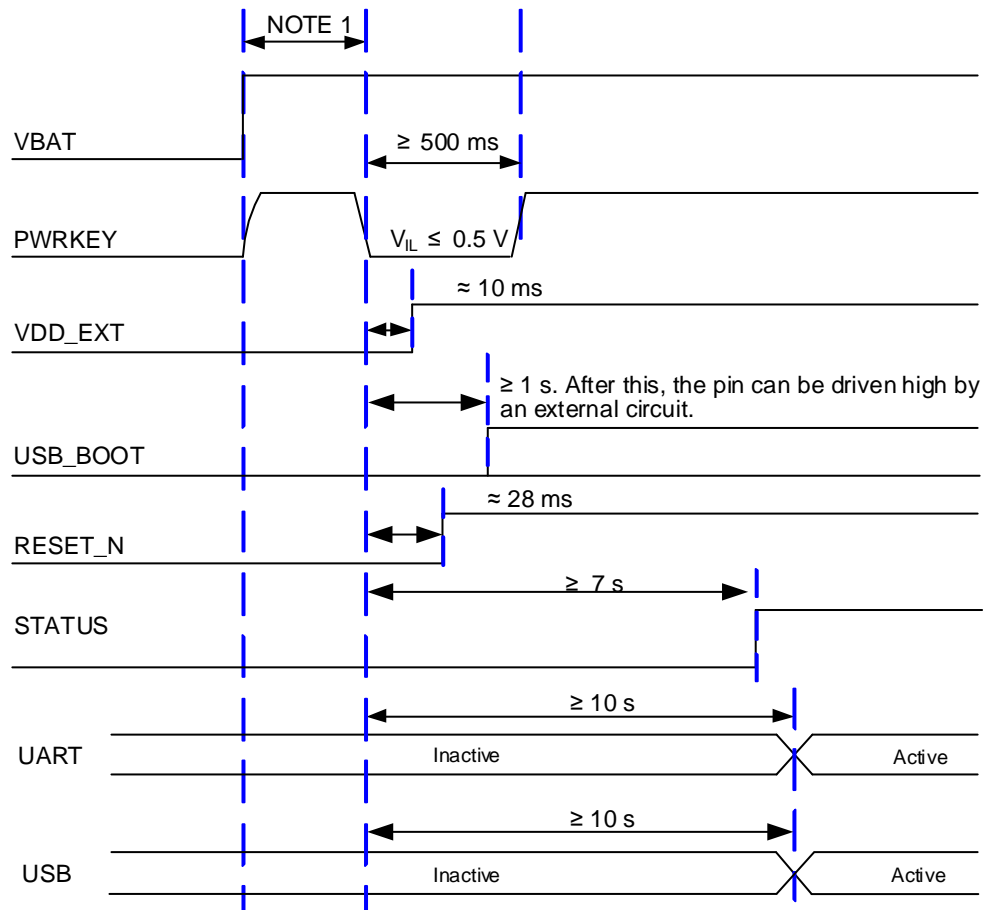 NOTE 1
VBAT
≥ 500 ms
PWRKEY
VIL ≤ 0.5 V
≈ 10 ms
VDD_EXT
≥ 1 s. After this, the pin can be driven high by
an external circuit.
USB_BOOT
≈ 28 ms
RESET_N
≥ 7 s
STATUS
≥ 10 s
UART
Inactive
Active
≥ 10 s
USB
Inactive
Active